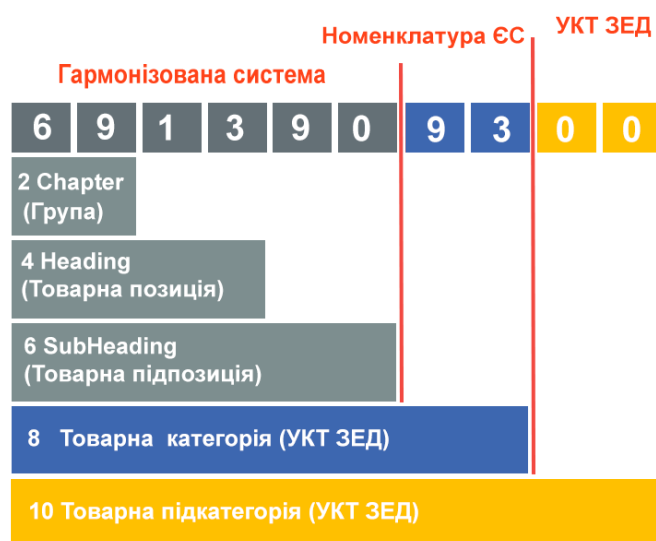 УКТ ЗЕД
Номенклатура ЄС
Гармонізована система
6 9 1 3 9 0 9 3 0 0
2 Chapter
(Група)
4 Heading
(Товарна позиція)
6 SubHeading
(Товарна підпозиція)
8 Товарна категорія (УКТ ЗЕД)
10 Товарна підкатегорія (УКТ ЗЕД)